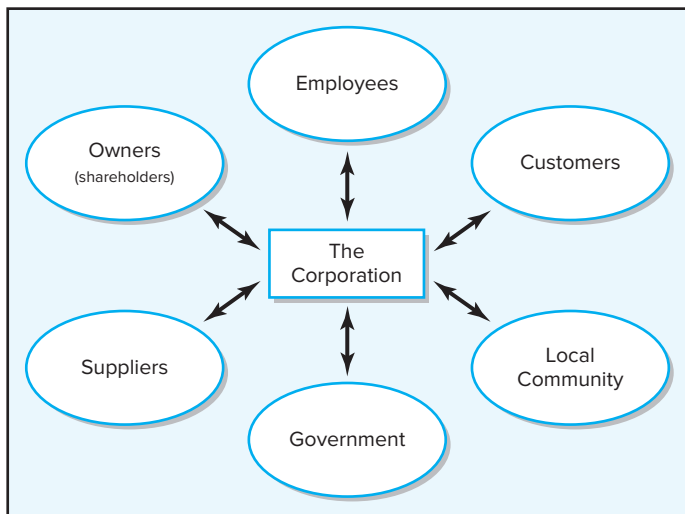 Employees
Owners
(shareholders)
Customers
The
Corporation
Suppliers
Local
Community
Government